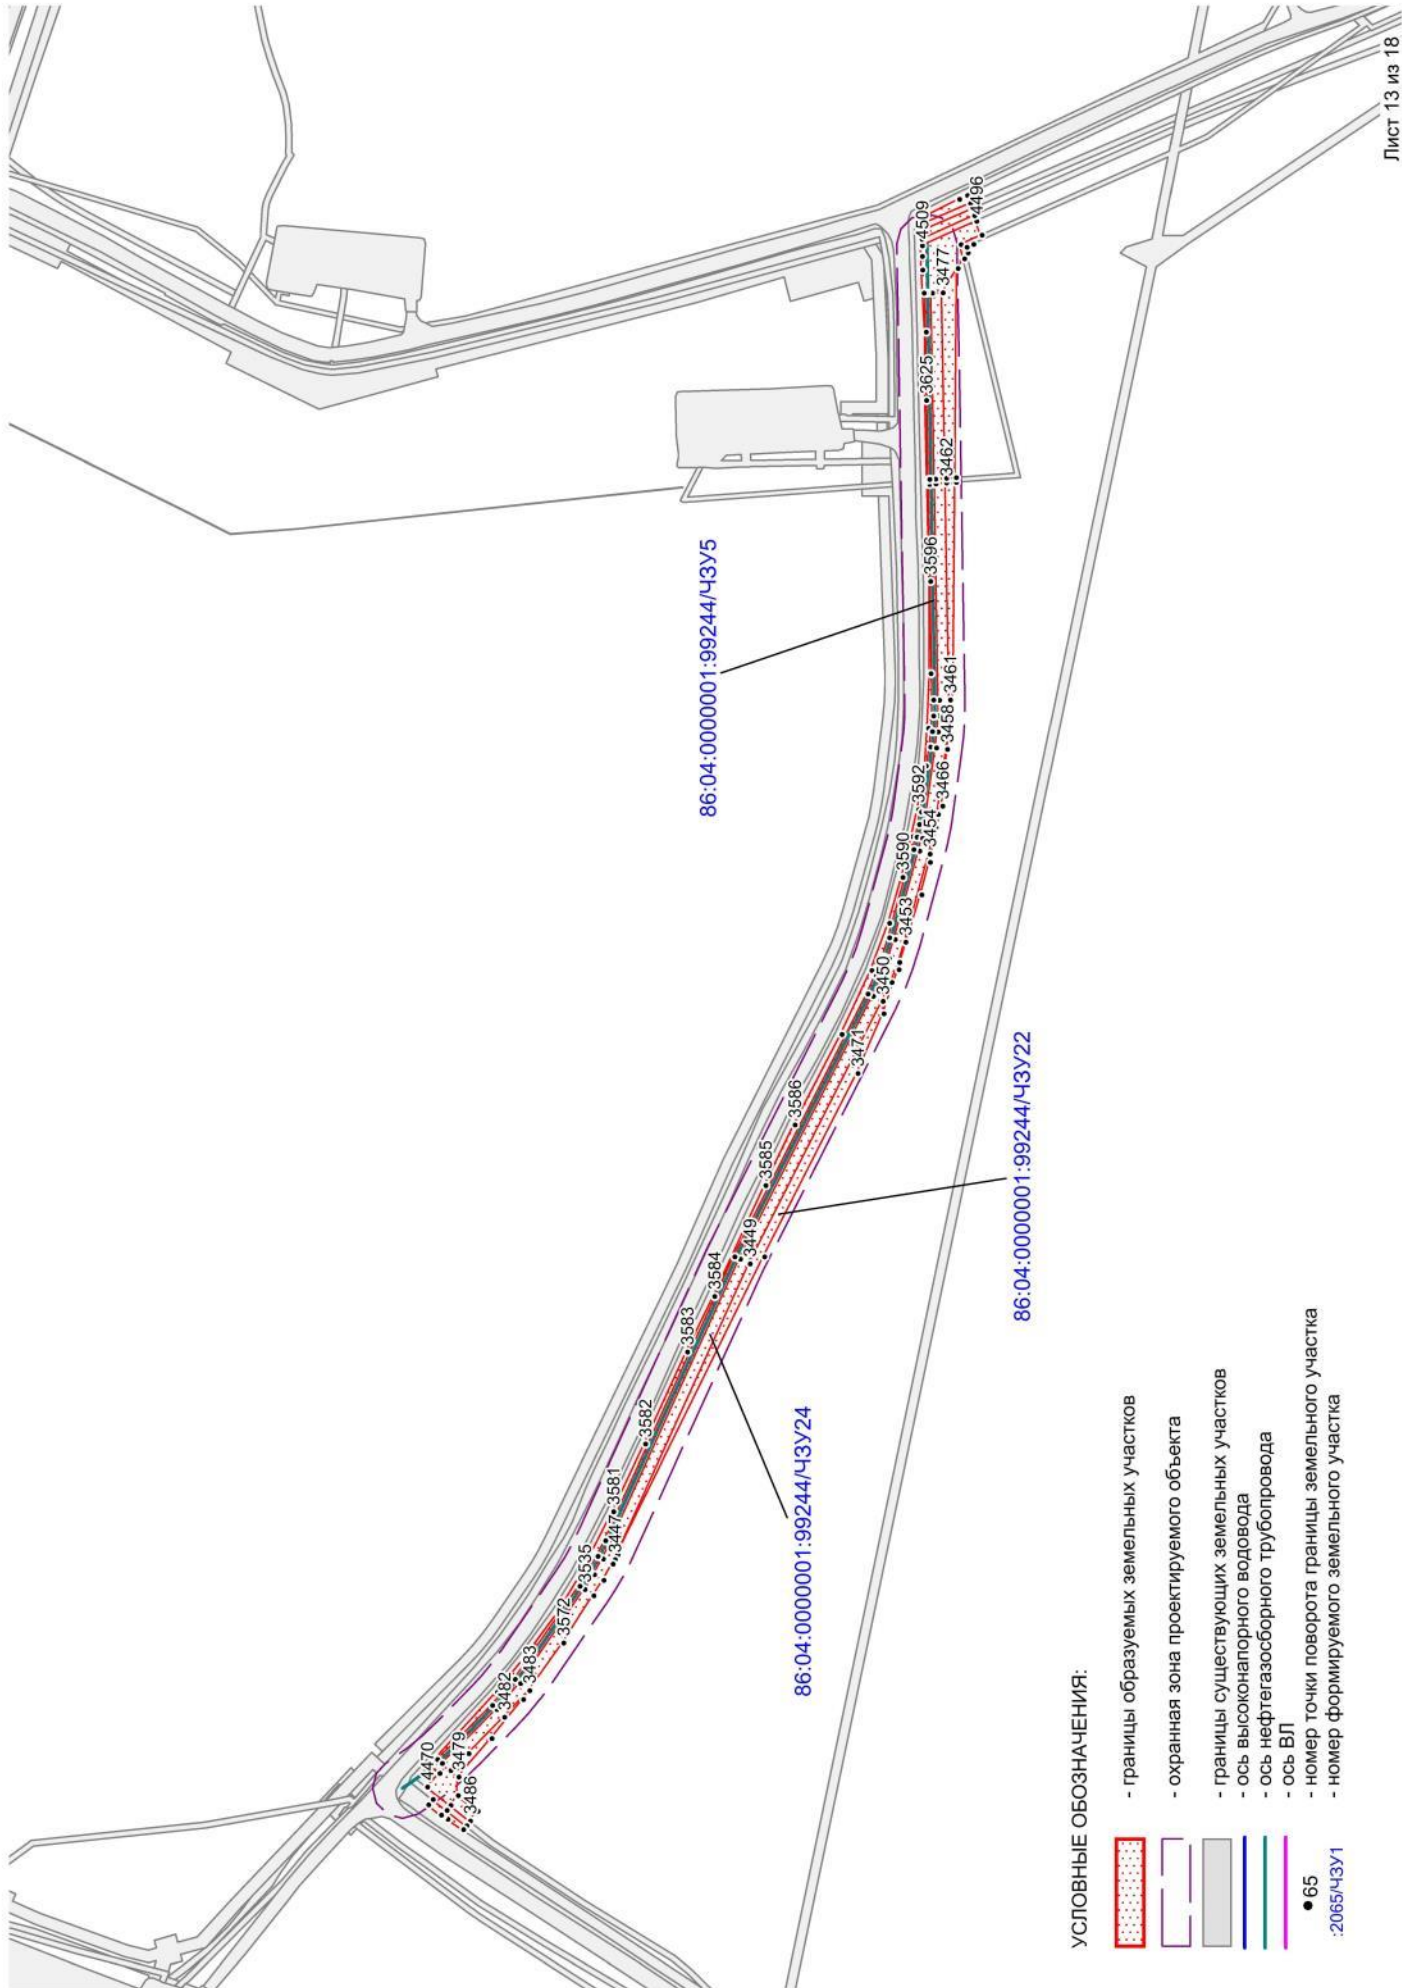 4470
3479
3486
3482
3483
3572
3535
3447
3581
3582
3583
3584
3449
3585
3586
3471
3450
3453
3590
3454
3592
3466
3458
3461
3596
3462
3625
3477
4509
4496
86:04:0000001:99244/ЧЗУ5
86:04:0000001:99244/ЧЗУ24
86:04:0000001:99244/ЧЗУ22
УСЛОВНЫЕ ОБОЗНАЧЕНИЯ:
- границы образуемых земельных участков
- охранная зона проектируемого объекта
- границы существующих земельных участков
- ось высоконапорного водовода
- ось нефтегазосборного трубопровода
- ось ВЛ
65 - номер точки поворота границы земельного участка
:2065/ЧЗУ1 - номер формируемого земельного участка
Лист 13 из 18